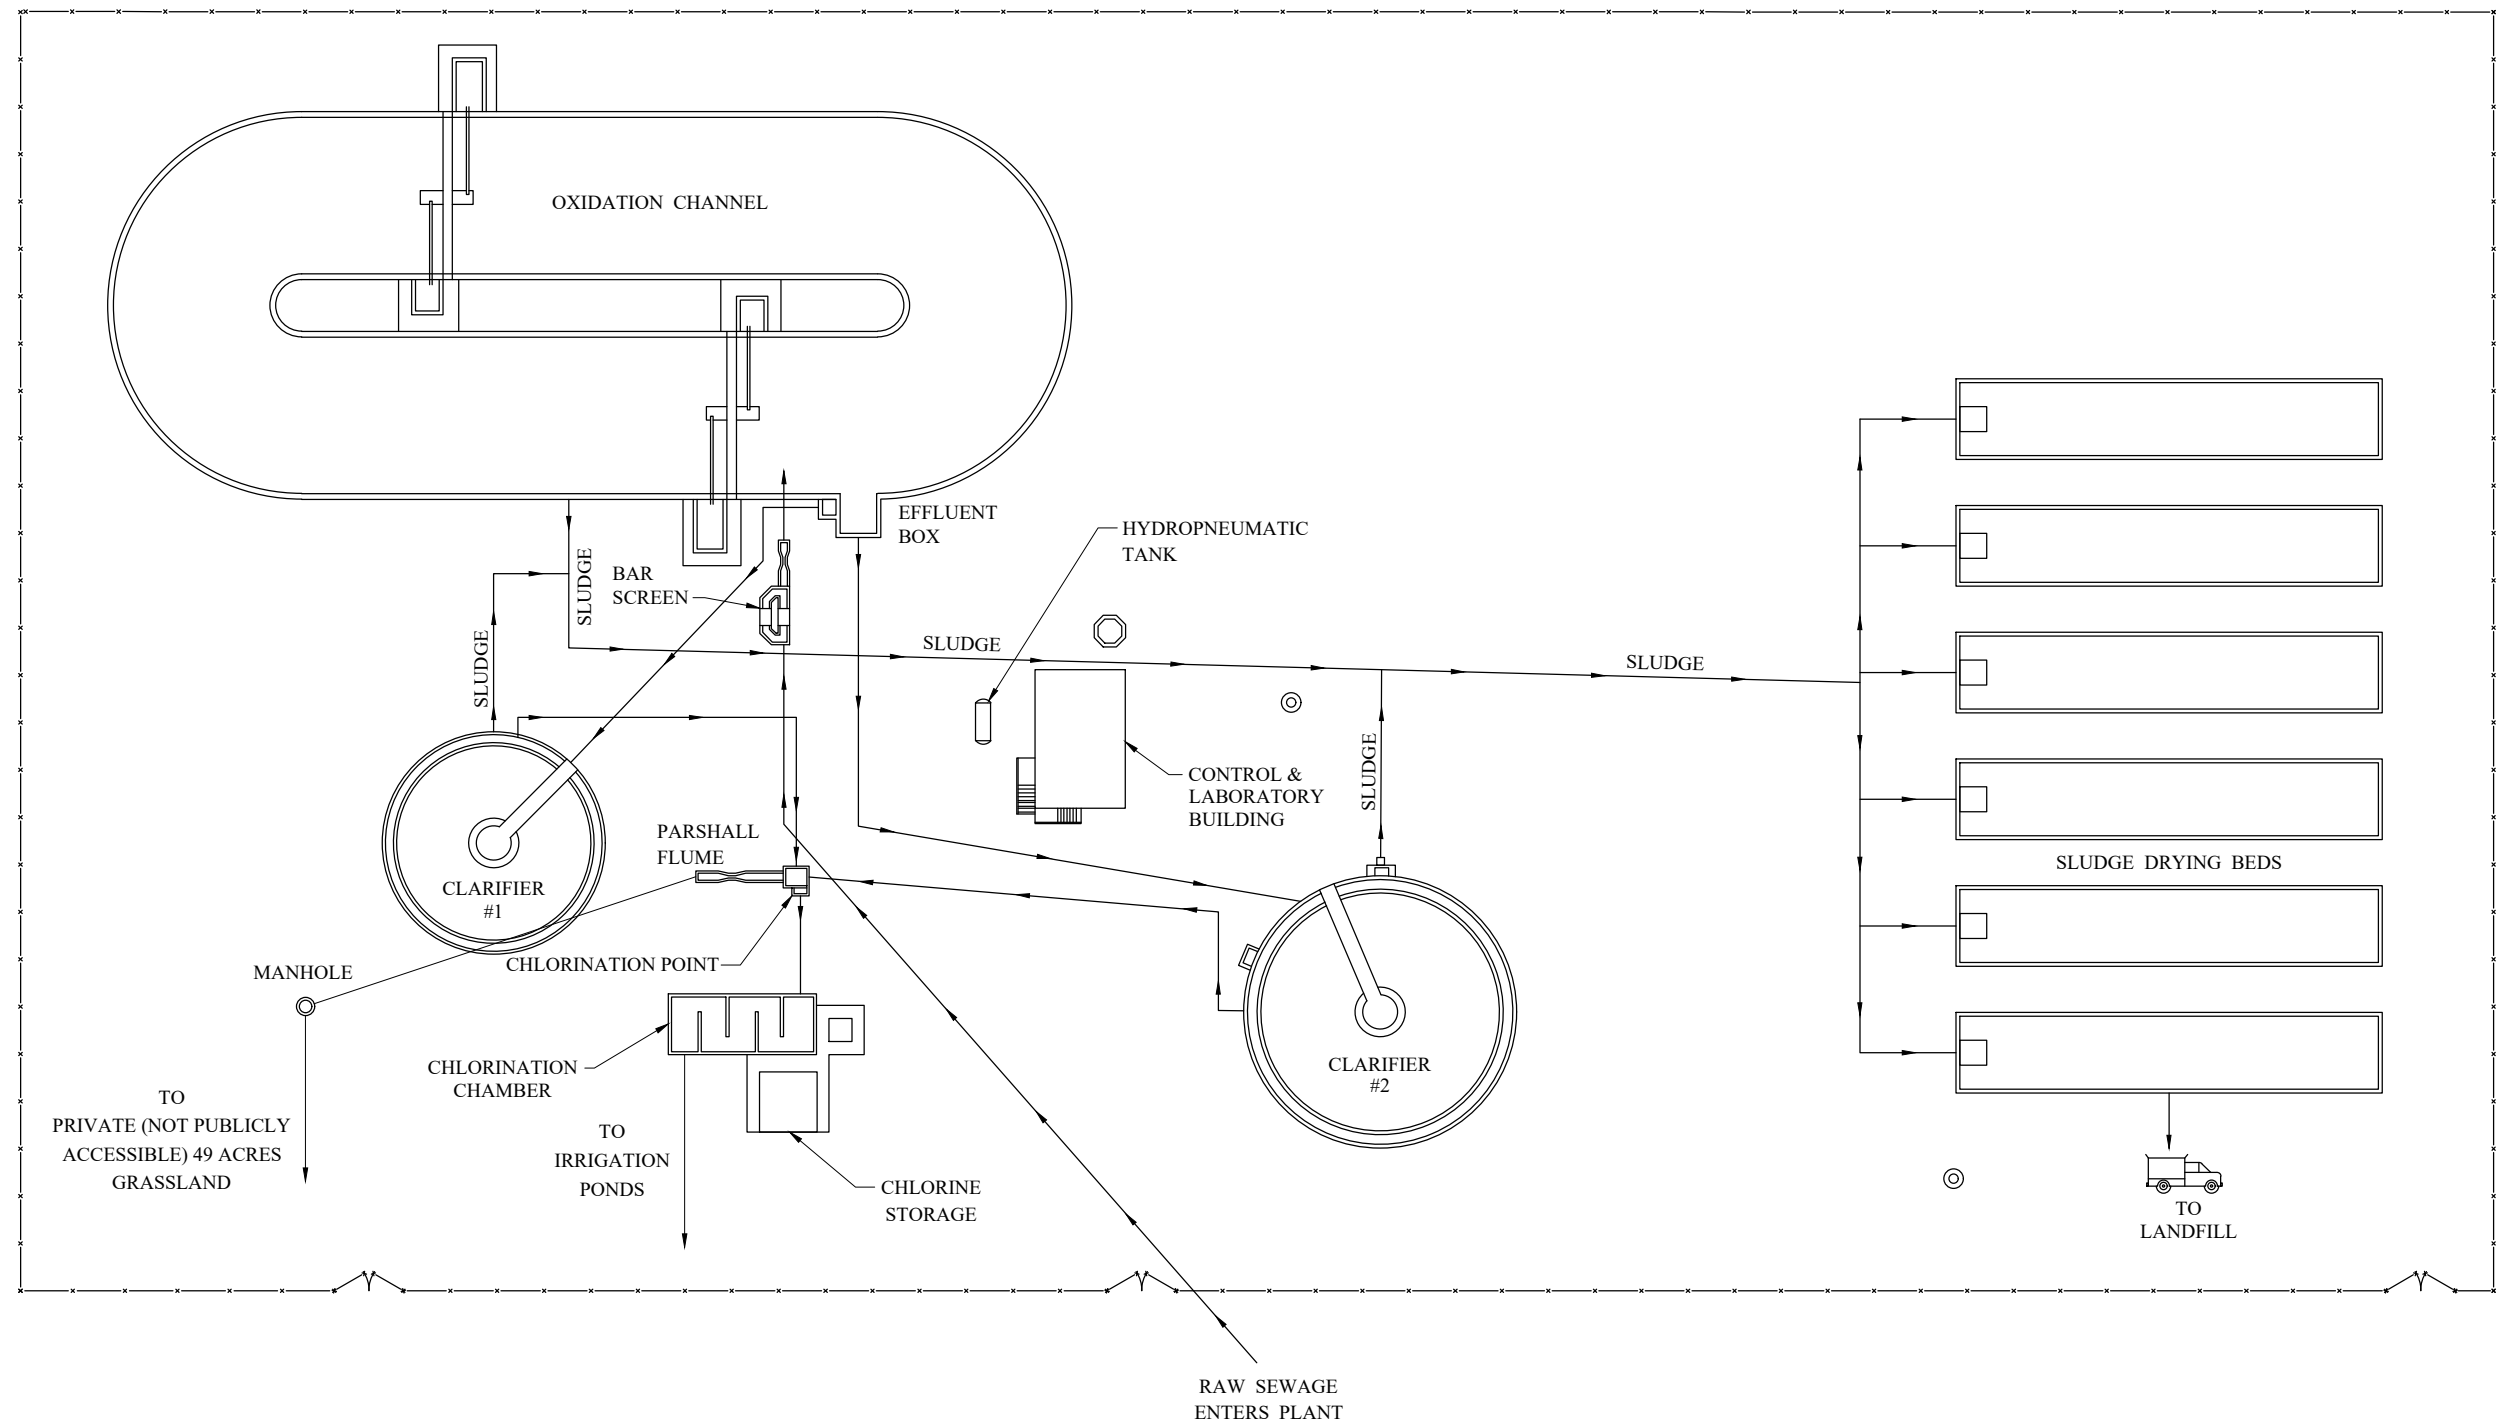 OXIDATION CHANNEL
EFFLUENT
BOX
HYDROPNEUMATIC
TANK
BAR
SCREEN
SLUDGE
SLUDGE
SLUDGE
SLUDGE
SLUDGE
CONTROL &
LABORATORY
BUILDING
PARSHALL
FLUME
SLUDGE DRYING BEDS
CLARIFIER
#1
CHLORINATION POINT
MANHOLE
CLARIFIER
#2
CHLORINATION
CHAMBER
TO
PRIVATE (NOT PUBLICLY
ACCESSIBLE) 49 ACRES
GRASSLAND
TO
IRRIGATION
PONDS
CHLORINE
STORAGE
TO
LANDFILL
RAW SEWAGE
ENTERS PLANT